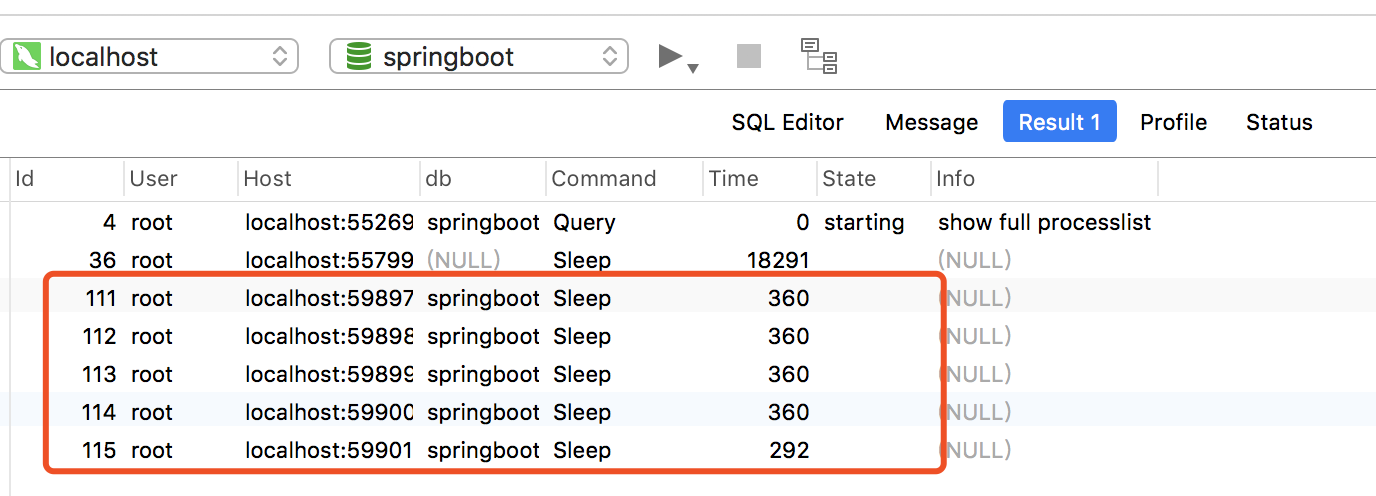 localhost springboot
SQL Editor Message Result 1 Profile Status
Id User Host db Command Time State Info
4 root localhost:55269 springboot Query 0 starting show full processlist
36 root localhost:55799 (NULL) Sleep 18291 (NULL)
111 root localhost:59897 springboot Sleep 360 (NULL)
112 root localhost:59898 springboot Sleep 360 (NULL)
113 root localhost:59899 springboot Sleep 360 (NULL)
114 root localhost:59900 springboot Sleep 360 (NULL)
115 root localhost:59901 springboot Sleep 292 (NULL)